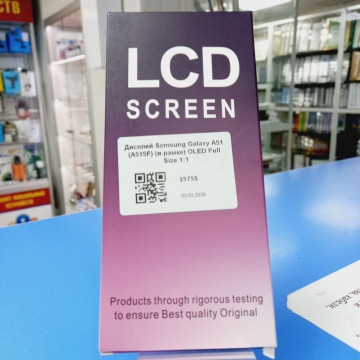 СТВ
LCD
SCREEN
Дисплей Samsung Galaxy A51
(A515F) (в рамке) OLED Full
Size 1:1
15755
Products through rigorous testing
to ensure Best quality Original